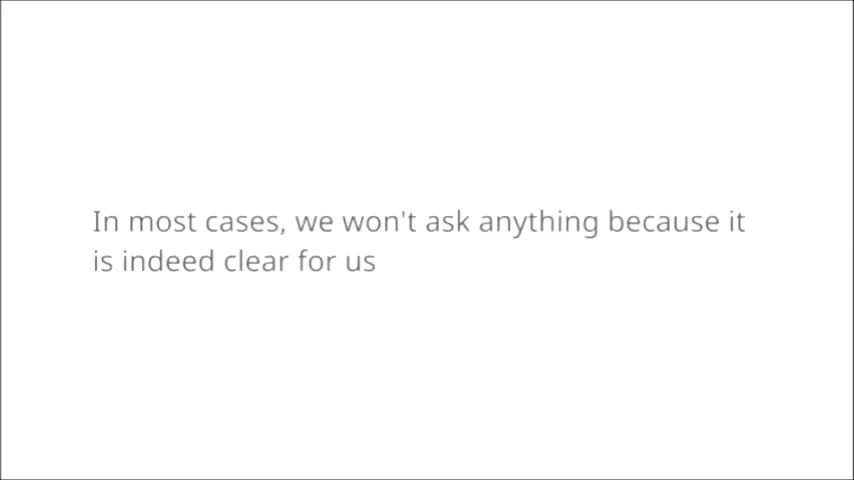 In most cases, we won't ask anything because it
is indeed clear for us